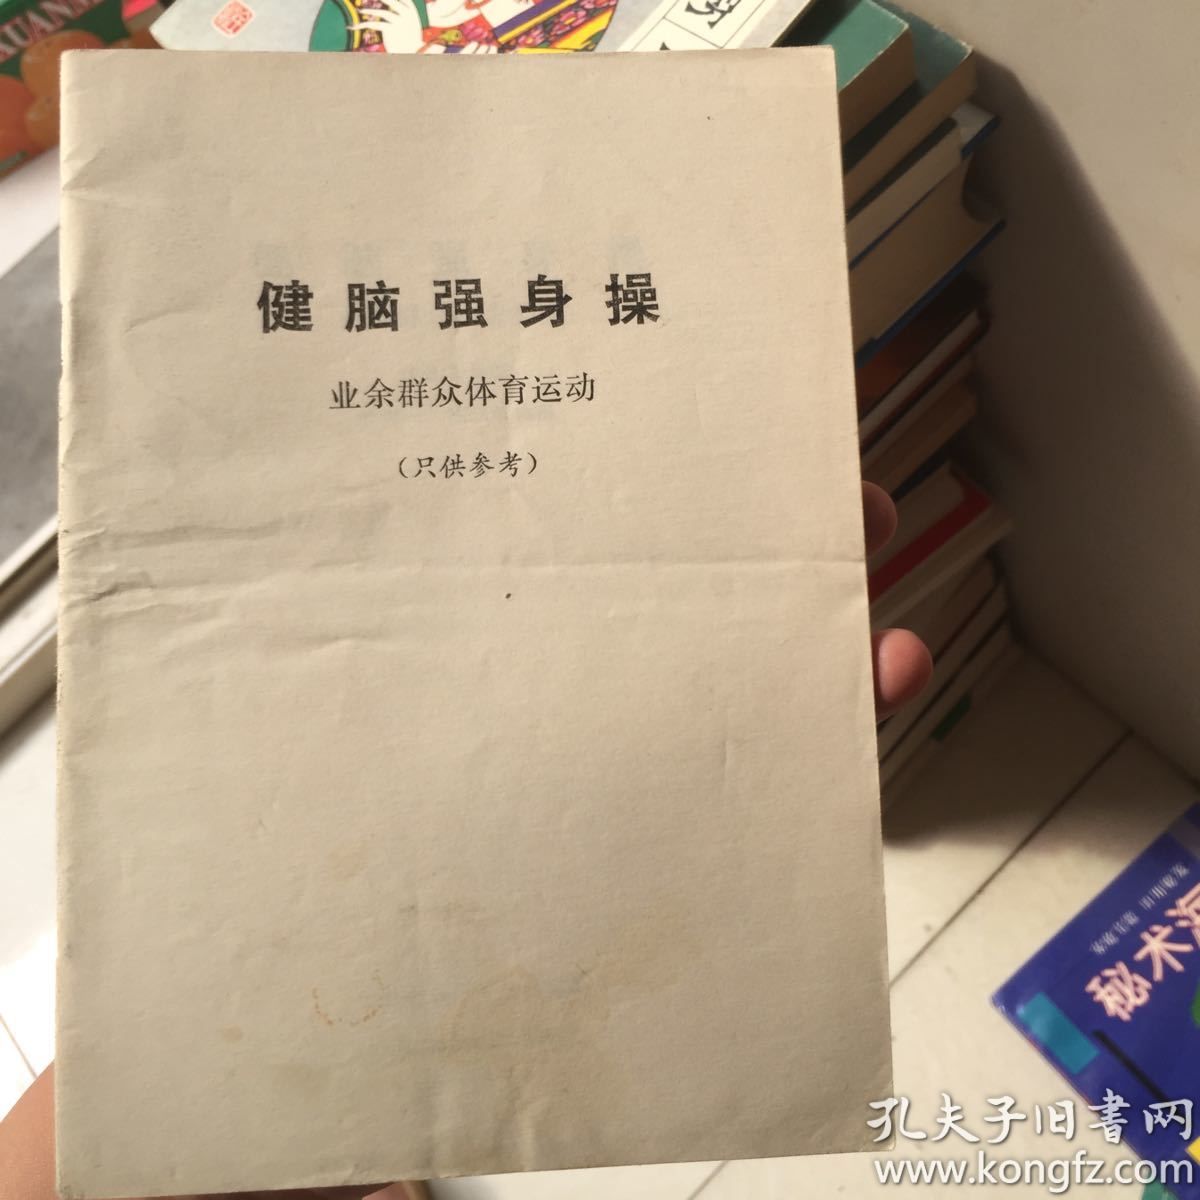 XUAN
健脑强身操
业余群众体育运动
（只供参考）
秘术
孔夫子旧书网
www.kongfz.com